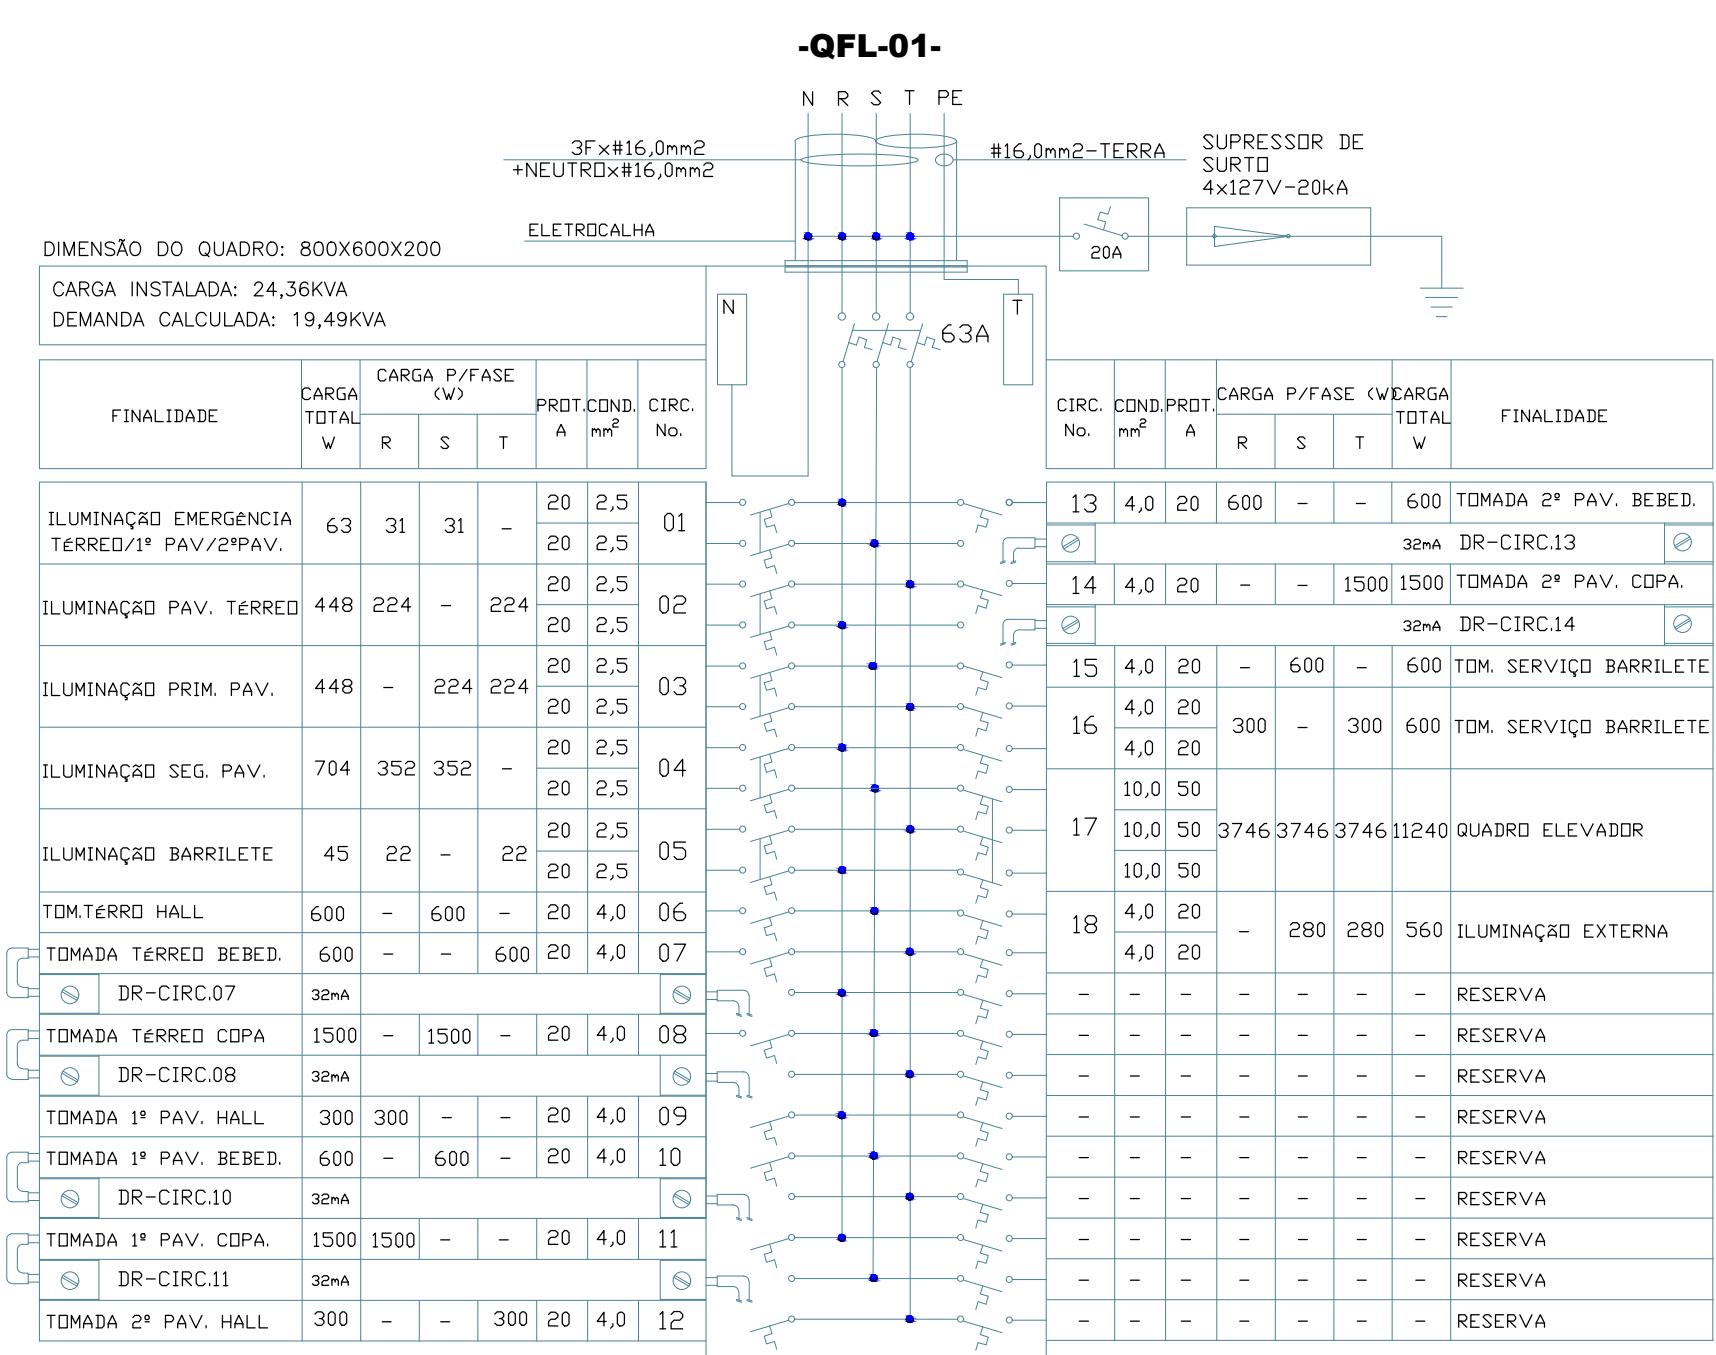 -QFL-01-
N R S T PE
3Fx#16,0mm2
+NEUTROx#16,0mm2
#16,0mm2-TERRA
SUPRESSOR DE
SURTO
4x127V-20kA
ELETROCALHA
20A
DIMENSÃO DO QUADRO: 800X600X200
CARGA INSTALADA: 24,36KVA
DEMANDA CALCULADA: 19,49KVA
N
T
63A
FINALIDADE
CARGA
TOTAL
W
CARGA P/FASE
(W)
R S T
PROT.
A
COND.
mm2
CIRC.
No.
CIRC.
No.
COND.
mm2
PROT.
A
CARGA P/FASE (W)
R S T
CARGA
TOTAL
W
FINALIDADE
ILUMINAÇÃO EMERGÊNCIA
TÉRREO/1º PAV/2ºPAV.
63 31 31 - 20 2,5 01
20 2,5
ILUMINAÇÃO PAV. TÉRREO 448 224 - 224 20 2,5 02
20 2,5
ILUMINAÇÃO PRIM. PAV. 448 - 224 224 20 2,5 03
20 2,5
ILUMINAÇÃO SEG. PAV. 704 352 352 - 20 2,5 04
20 2,5
ILUMINAÇÃO BARRILETE 45 22 - 22 20 2,5 05
20 2,5
TOM.TÉRRO HALL 600 - 600 - 20 4,0 06
TOMADA TÉRREO BEBED. 600 - - 600 20 4,0 07
DR-CIRC.07 32mA
TOMADA TÉRREO COPA 1500 - 1500 - 20 4,0 08
DR-CIRC.08 32mA
TOMADA 1º PAV. HALL 300 300 - - 20 4,0 09
TOMADA 1º PAV. BEBED. 600 - 600 - 20 4,0 10
DR-CIRC.10 32mA
TOMADA 1º PAV. COPA. 1500 1500 - - 20 4,0 11
DR-CIRC.11 32mA
TOMADA 2º PAV. HALL 300 - - 300 20 4,0 12
13 4,0 20 600 - - 600 TOMADA 2º PAV. BEBED.
32mA DR-CIRC.13
14 4,0 20 - - 1500 1500 TOMADA 2º PAV. COPA.
32mA DR-CIRC.14
15 4,0 20 - 600 - 600 TOM. SERVIÇO BARRILETE
16 4,0 20 300 - 300 600 TOM. SERVIÇO BARRILETE
4,0 20
10,0 50
17 10,0 50 3746 3746 3746 11240 QUADRO ELEVADOR
10,0 50
18 4,0 20 - 280 280 560 ILUMINAÇÃO EXTERNA
4,0 20
- - - - - - - RESERVA
- - - - - - - RESERVA
- - - - - - - RESERVA
- - - - - - - RESERVA
- - - - - - - RESERVA
- - - - - - - RESERVA
- - - - - - - RESERVA
- - - - - - - RESERVA
- - - - - - - RESERVA